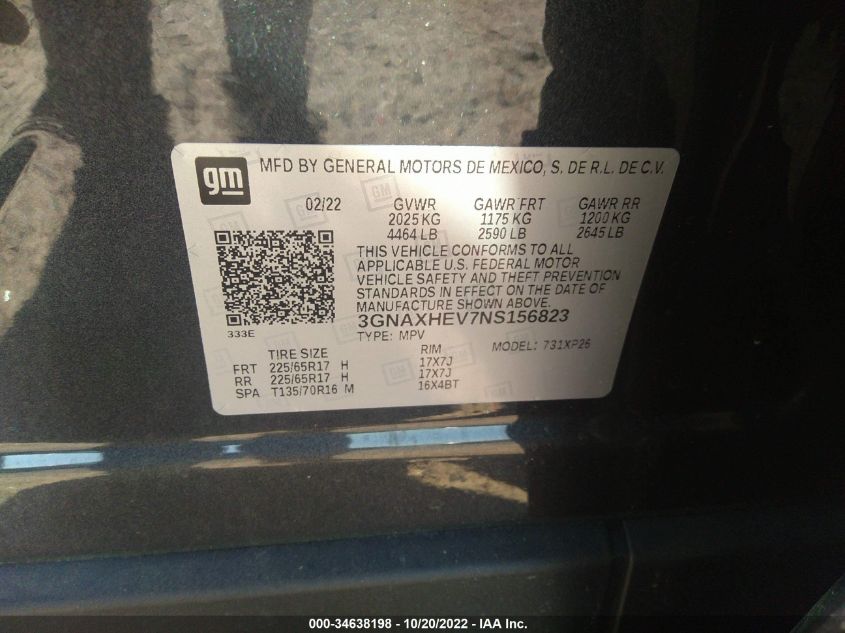 gm MFD BY GENERAL MOTORS DE MEXICO, S. DE R.L. DE C.V.
02/22 GVWR GAWR FRT GAWR RR
2025 KG 1175 KG 1200 KG
4464 LB 2590 LB 2645 LB
THIS VEHICLE CONFORMS TO ALL
APPLICABLE U.S. FEDERAL MOTOR
VEHICLE SAFETY AND THEFT PREVENTION
STANDARDS IN EFFECT ON THE DATE OF
MANUFACTURE SHOWN ABOVE.
3GNAXHEV7NS156823
333E
TYPE: MPV MODEL: 731XP26
TIRE SIZE RIM
FRT 225/65R17 H 17X7J
RR 225/65R17 H 17X7J
SPA T135/70R16 M 16X4BT
000-34638198 - 10/20/2022 - IAA Inc.